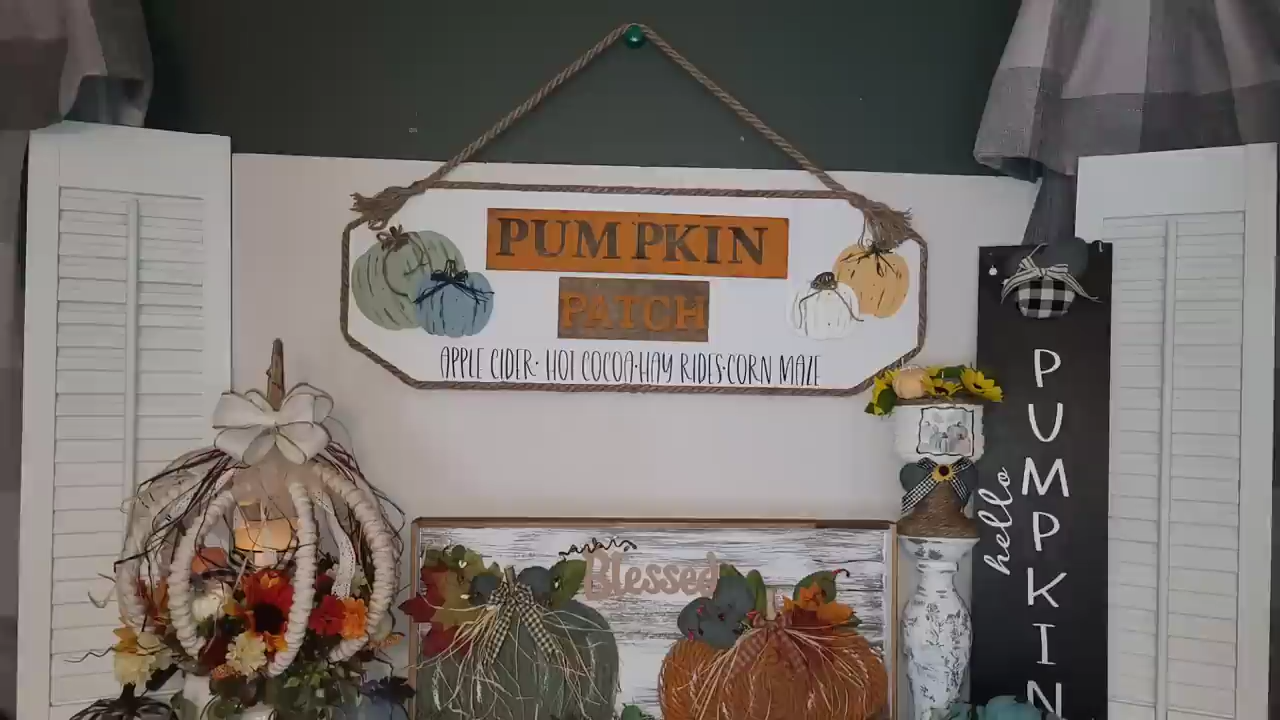 PUMPKIN
PATCH
APPLE CIDER• HOT COCOA•HAY RIDES•CORN MAZE
Blessed
hello
PUMPKIN